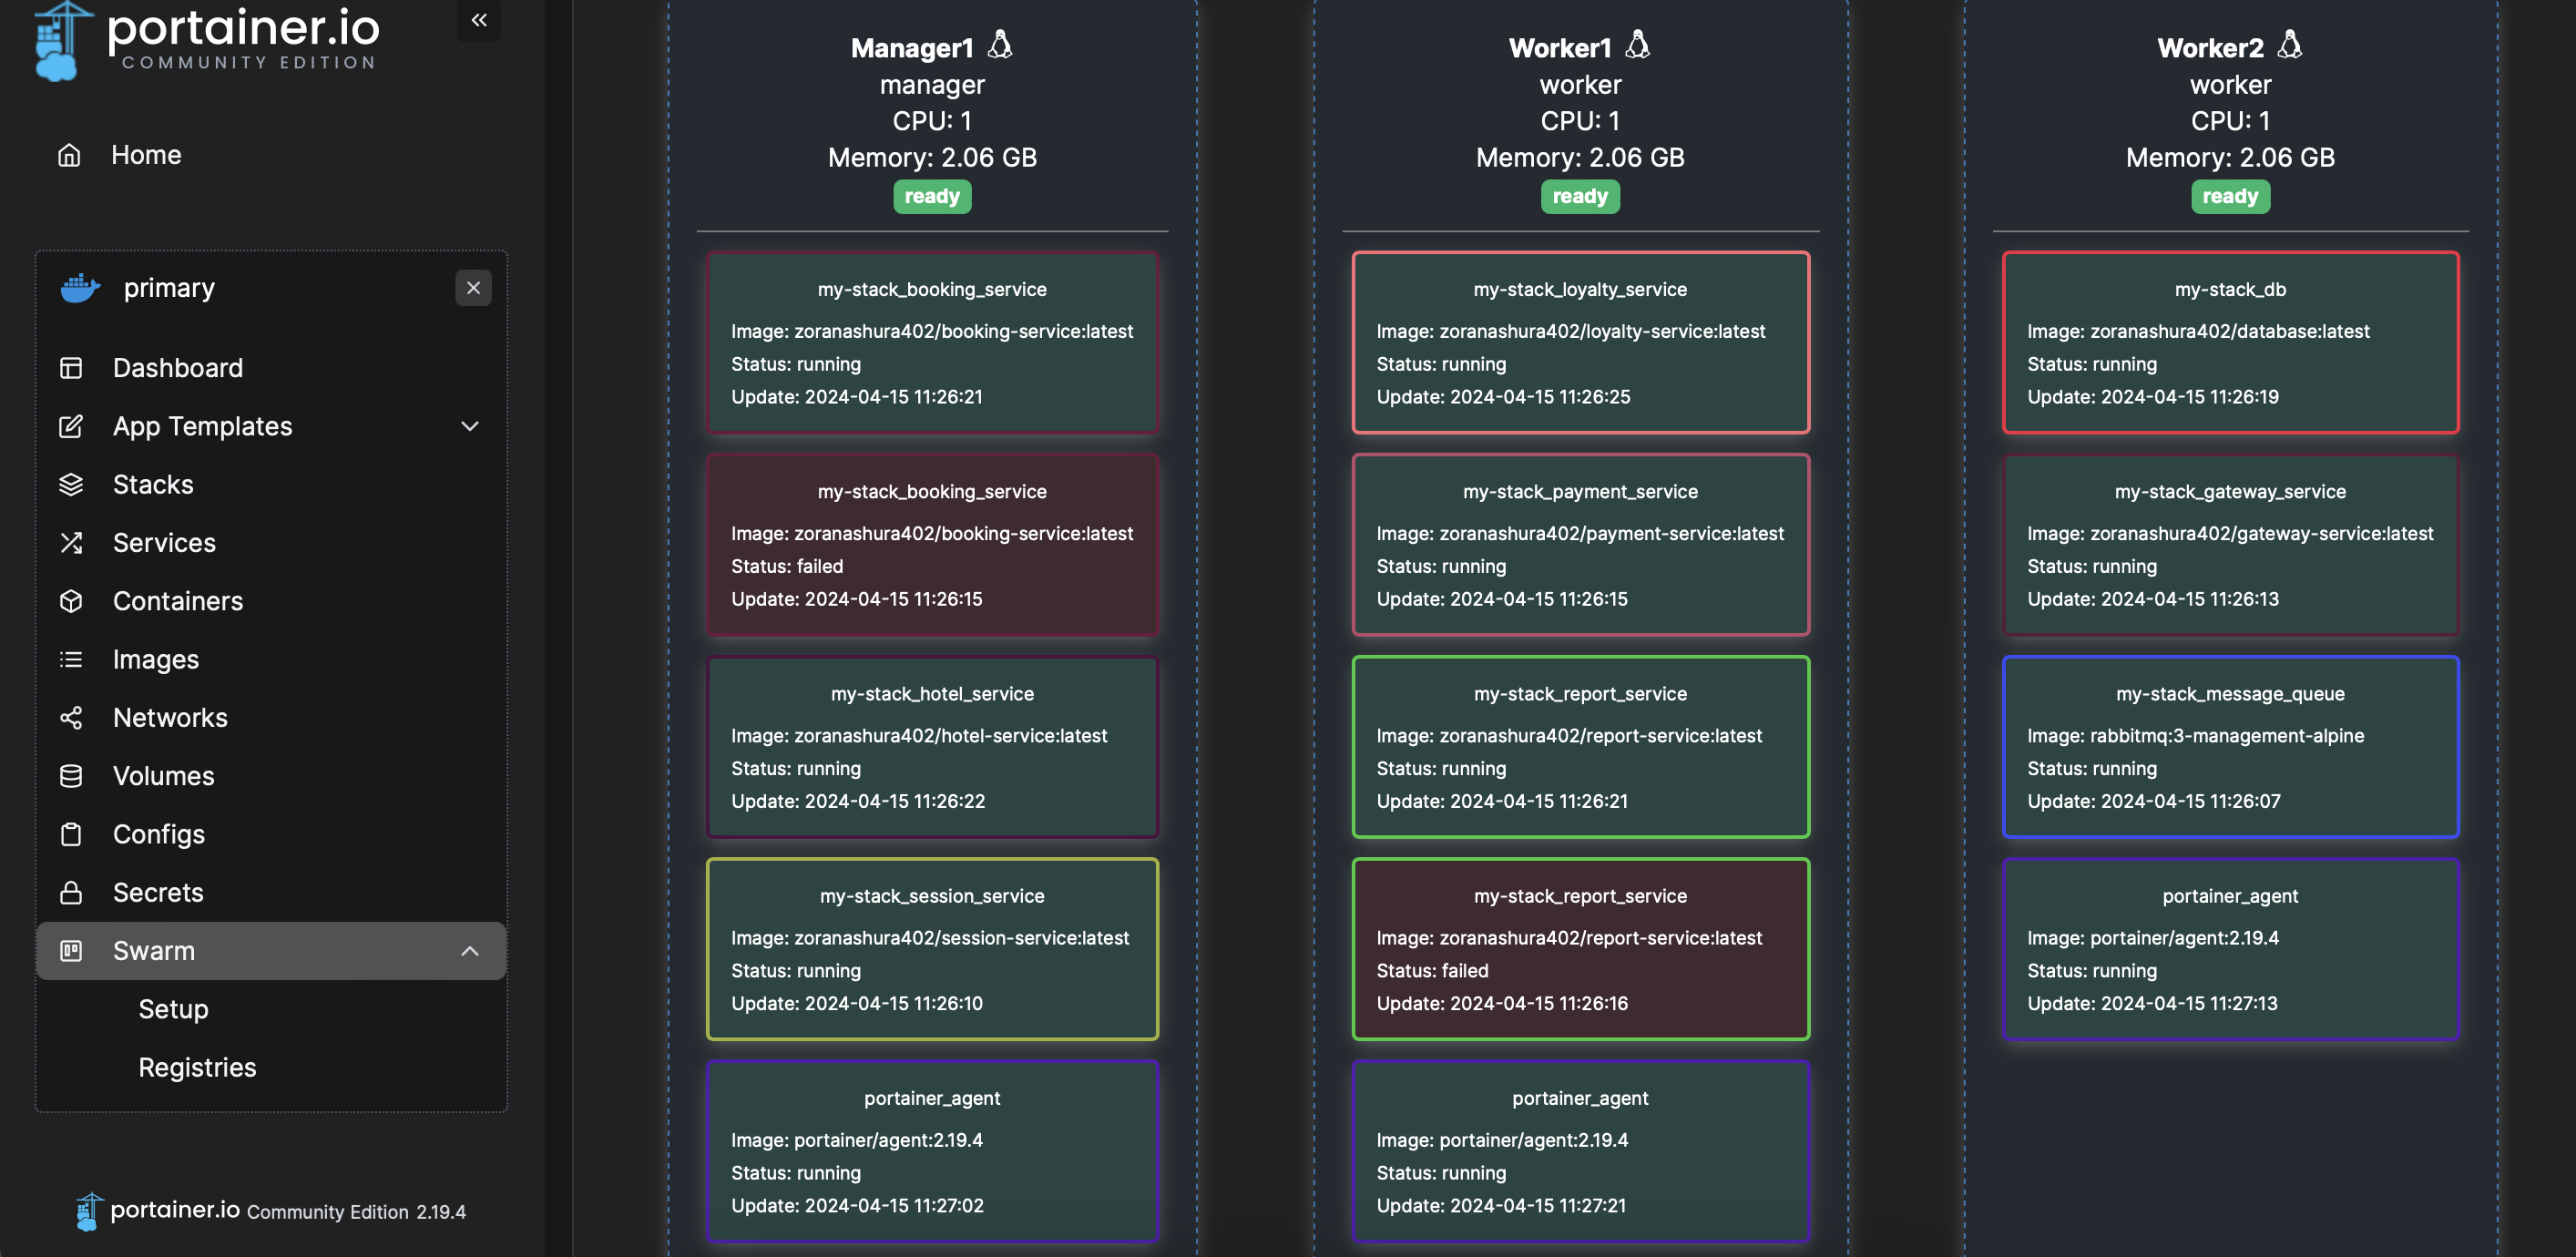 portainer.io
COMMUNITY EDITION
Home
primary
Dashboard
App Templates
Stacks
Services
Containers
Images
Networks
Volumes
Configs
Secrets
Swarm
Setup
Registries
portainer.io Community Edition 2.19.4
Manager1
manager
CPU: 1
Memory: 2.06 GB
ready
my-stack_booking_service
Image: zoranashura402/booking-service:latest
Status: running
Update: 2024-04-15 11:26:21
my-stack_booking_service
Image: zoranashura402/booking-service:latest
Status: failed
Update: 2024-04-15 11:26:15
my-stack_hotel_service
Image: zoranashura402/hotel-service:latest
Status: running
Update: 2024-04-15 11:26:22
my-stack_session_service
Image: zoranashura402/session-service:latest
Status: running
Update: 2024-04-15 11:26:10
portainer_agent
Image: portainer/agent:2.19.4
Status: running
Update: 2024-04-15 11:27:02
Worker1
worker
CPU: 1
Memory: 2.06 GB
ready
my-stack_loyalty_service
Image: zoranashura402/loyalty-service:latest
Status: running
Update: 2024-04-15 11:26:25
my-stack_payment_service
Image: zoranashura402/payment-service:latest
Status: running
Update: 2024-04-15 11:26:15
my-stack_report_service
Image: zoranashura402/report-service:latest
Status: running
Update: 2024-04-15 11:26:21
my-stack_report_service
Image: zoranashura402/report-service:latest
Status: failed
Update: 2024-04-15 11:26:16
portainer_agent
Image: portainer/agent:2.19.4
Status: running
Update: 2024-04-15 11:27:21
Worker2
worker
CPU: 1
Memory: 2.06 GB
ready
my-stack_db
Image: zoranashura402/database:latest
Status: running
Update: 2024-04-15 11:26:19
my-stack_gateway_service
Image: zoranashura402/gateway-service:latest
Status: running
Update: 2024-04-15 11:26:13
my-stack_message_queue
Image: rabbitmq:3-management-alpine
Status: running
Update: 2024-04-15 11:26:07
portainer_agent
Image: portainer/agent:2.19.4
Status: running
Update: 2024-04-15 11:27:13